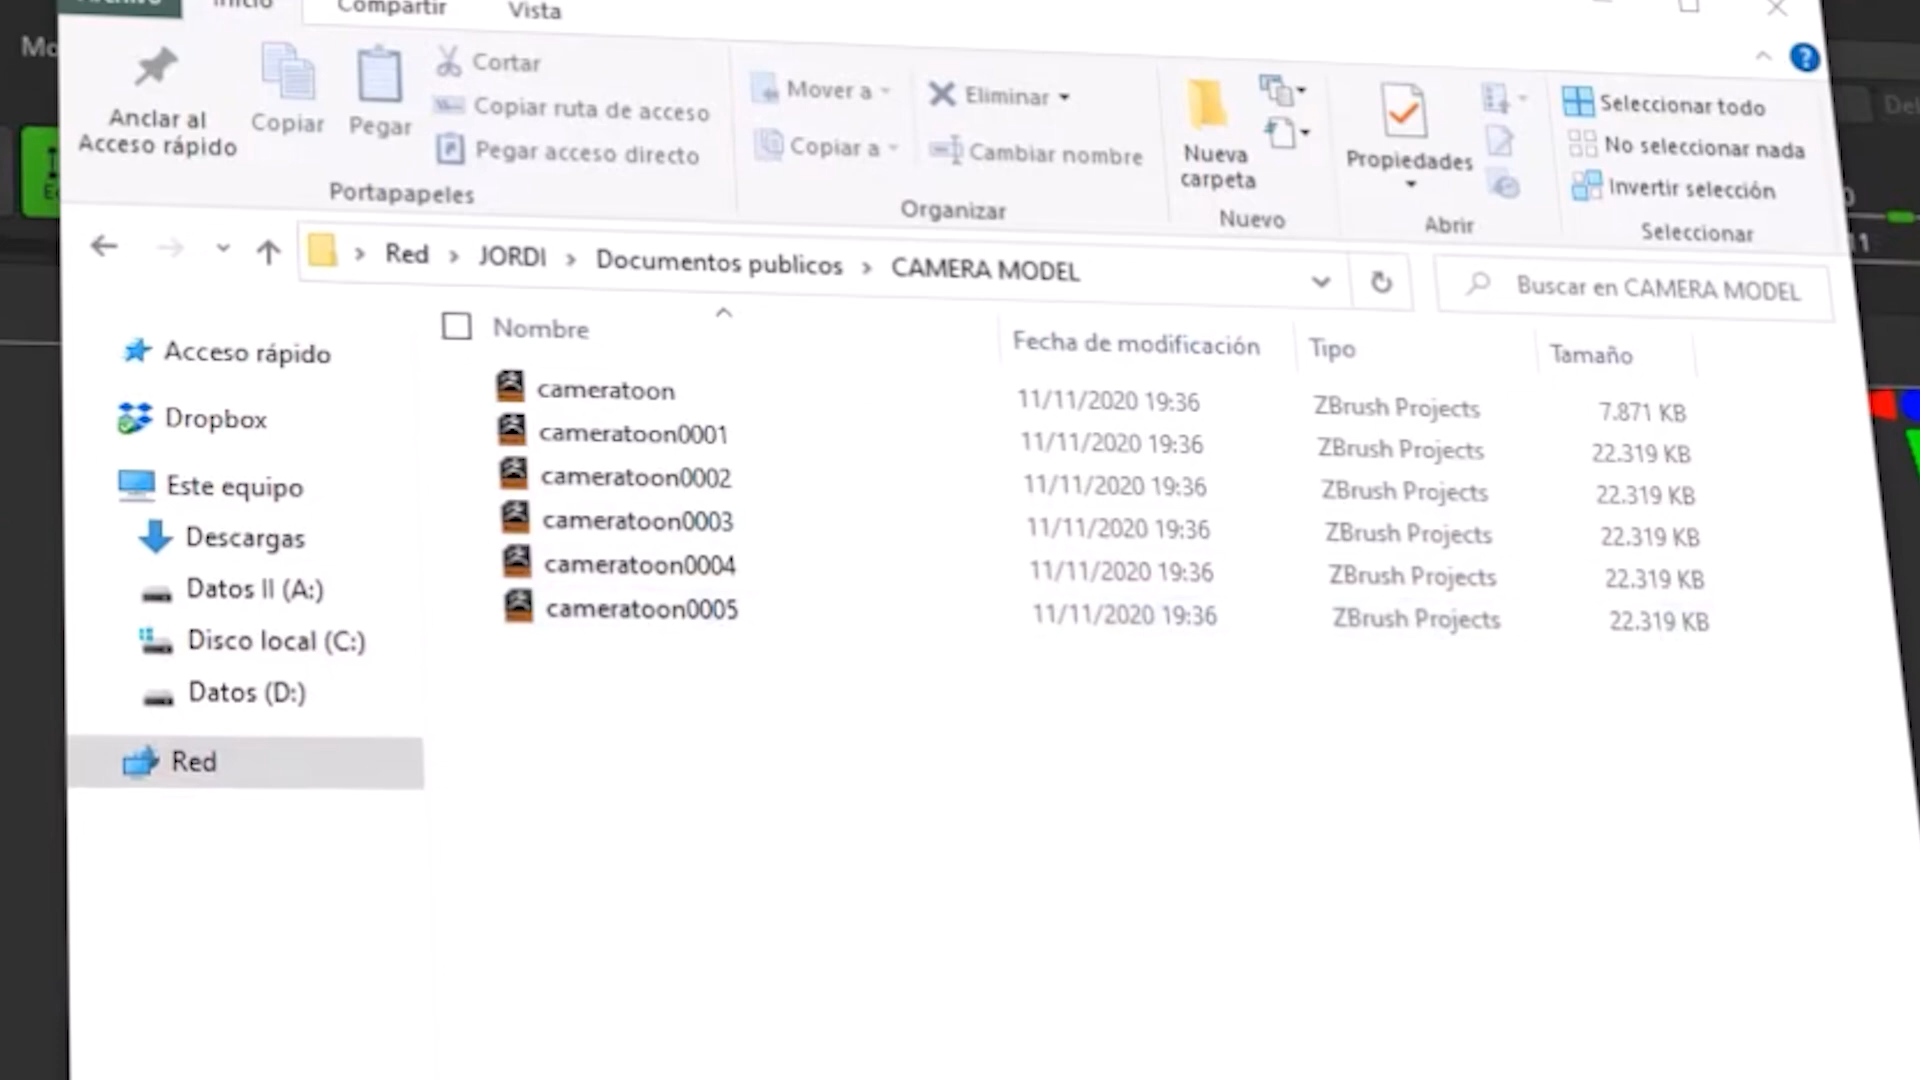 Archivo Inicio Compartir Vista
Mo
Anclar al
Acceso rápido
Copiar
Pegar
Cortar
Copiar ruta de acceso
Pegar acceso directo
Portapapeles
Mover a
Copiar a
Eliminar
Cambiar nombre
Organizar
Nueva
carpeta
Nuevo
Propiedades
Abrir
Seleccionar todo
No seleccionar nada
Invertir selección
Seleccionar
Red > JORDI > Documentos publicos > CAMERA MODEL
Buscar en CAMERA MODEL
Acceso rápido
Dropbox
Este equipo
Descargas
Datos II (A:)
Disco local (C:)
Datos (D:)
Red
Nombre Fecha de modificación Tipo Tamaño
cameratoon 11/11/2020 19:36 ZBrush Projects 7.871 KB
cameratoon0001 11/11/2020 19:36 ZBrush Projects 22.319 KB
cameratoon0002 11/11/2020 19:36 ZBrush Projects 22.319 KB
cameratoon0003 11/11/2020 19:36 ZBrush Projects 22.319 KB
cameratoon0004 11/11/2020 19:36 ZBrush Projects 22.319 KB
cameratoon0005 11/11/2020 19:36 ZBrush Projects 22.319 KB